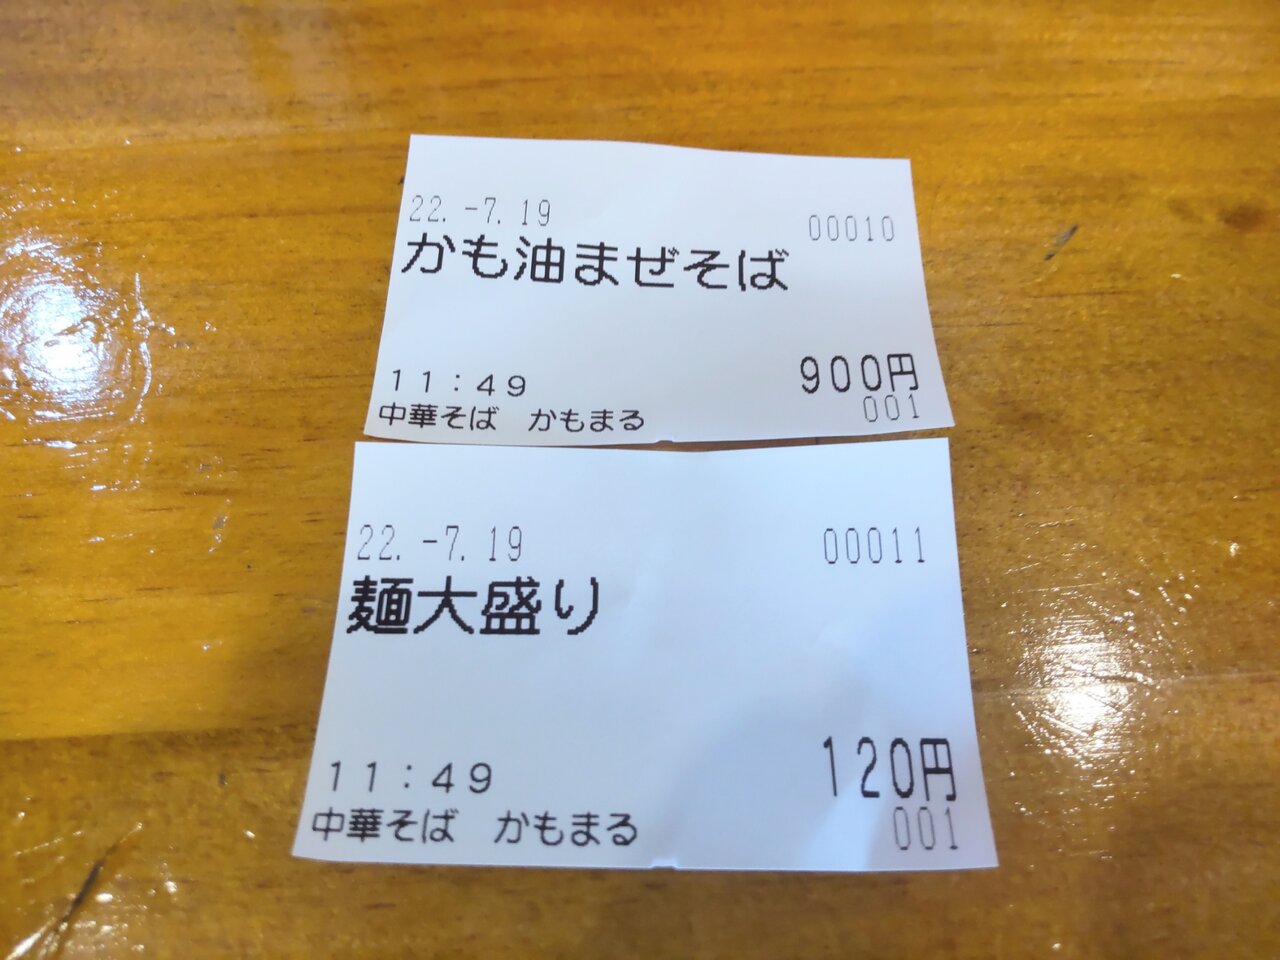 22.-7.19 00010
かも油まぜそば
900円
11:49 001
中華そば かもまる
22.-7.19 00011
麺大盛り
120円
11:49 001
中華そば かもまる